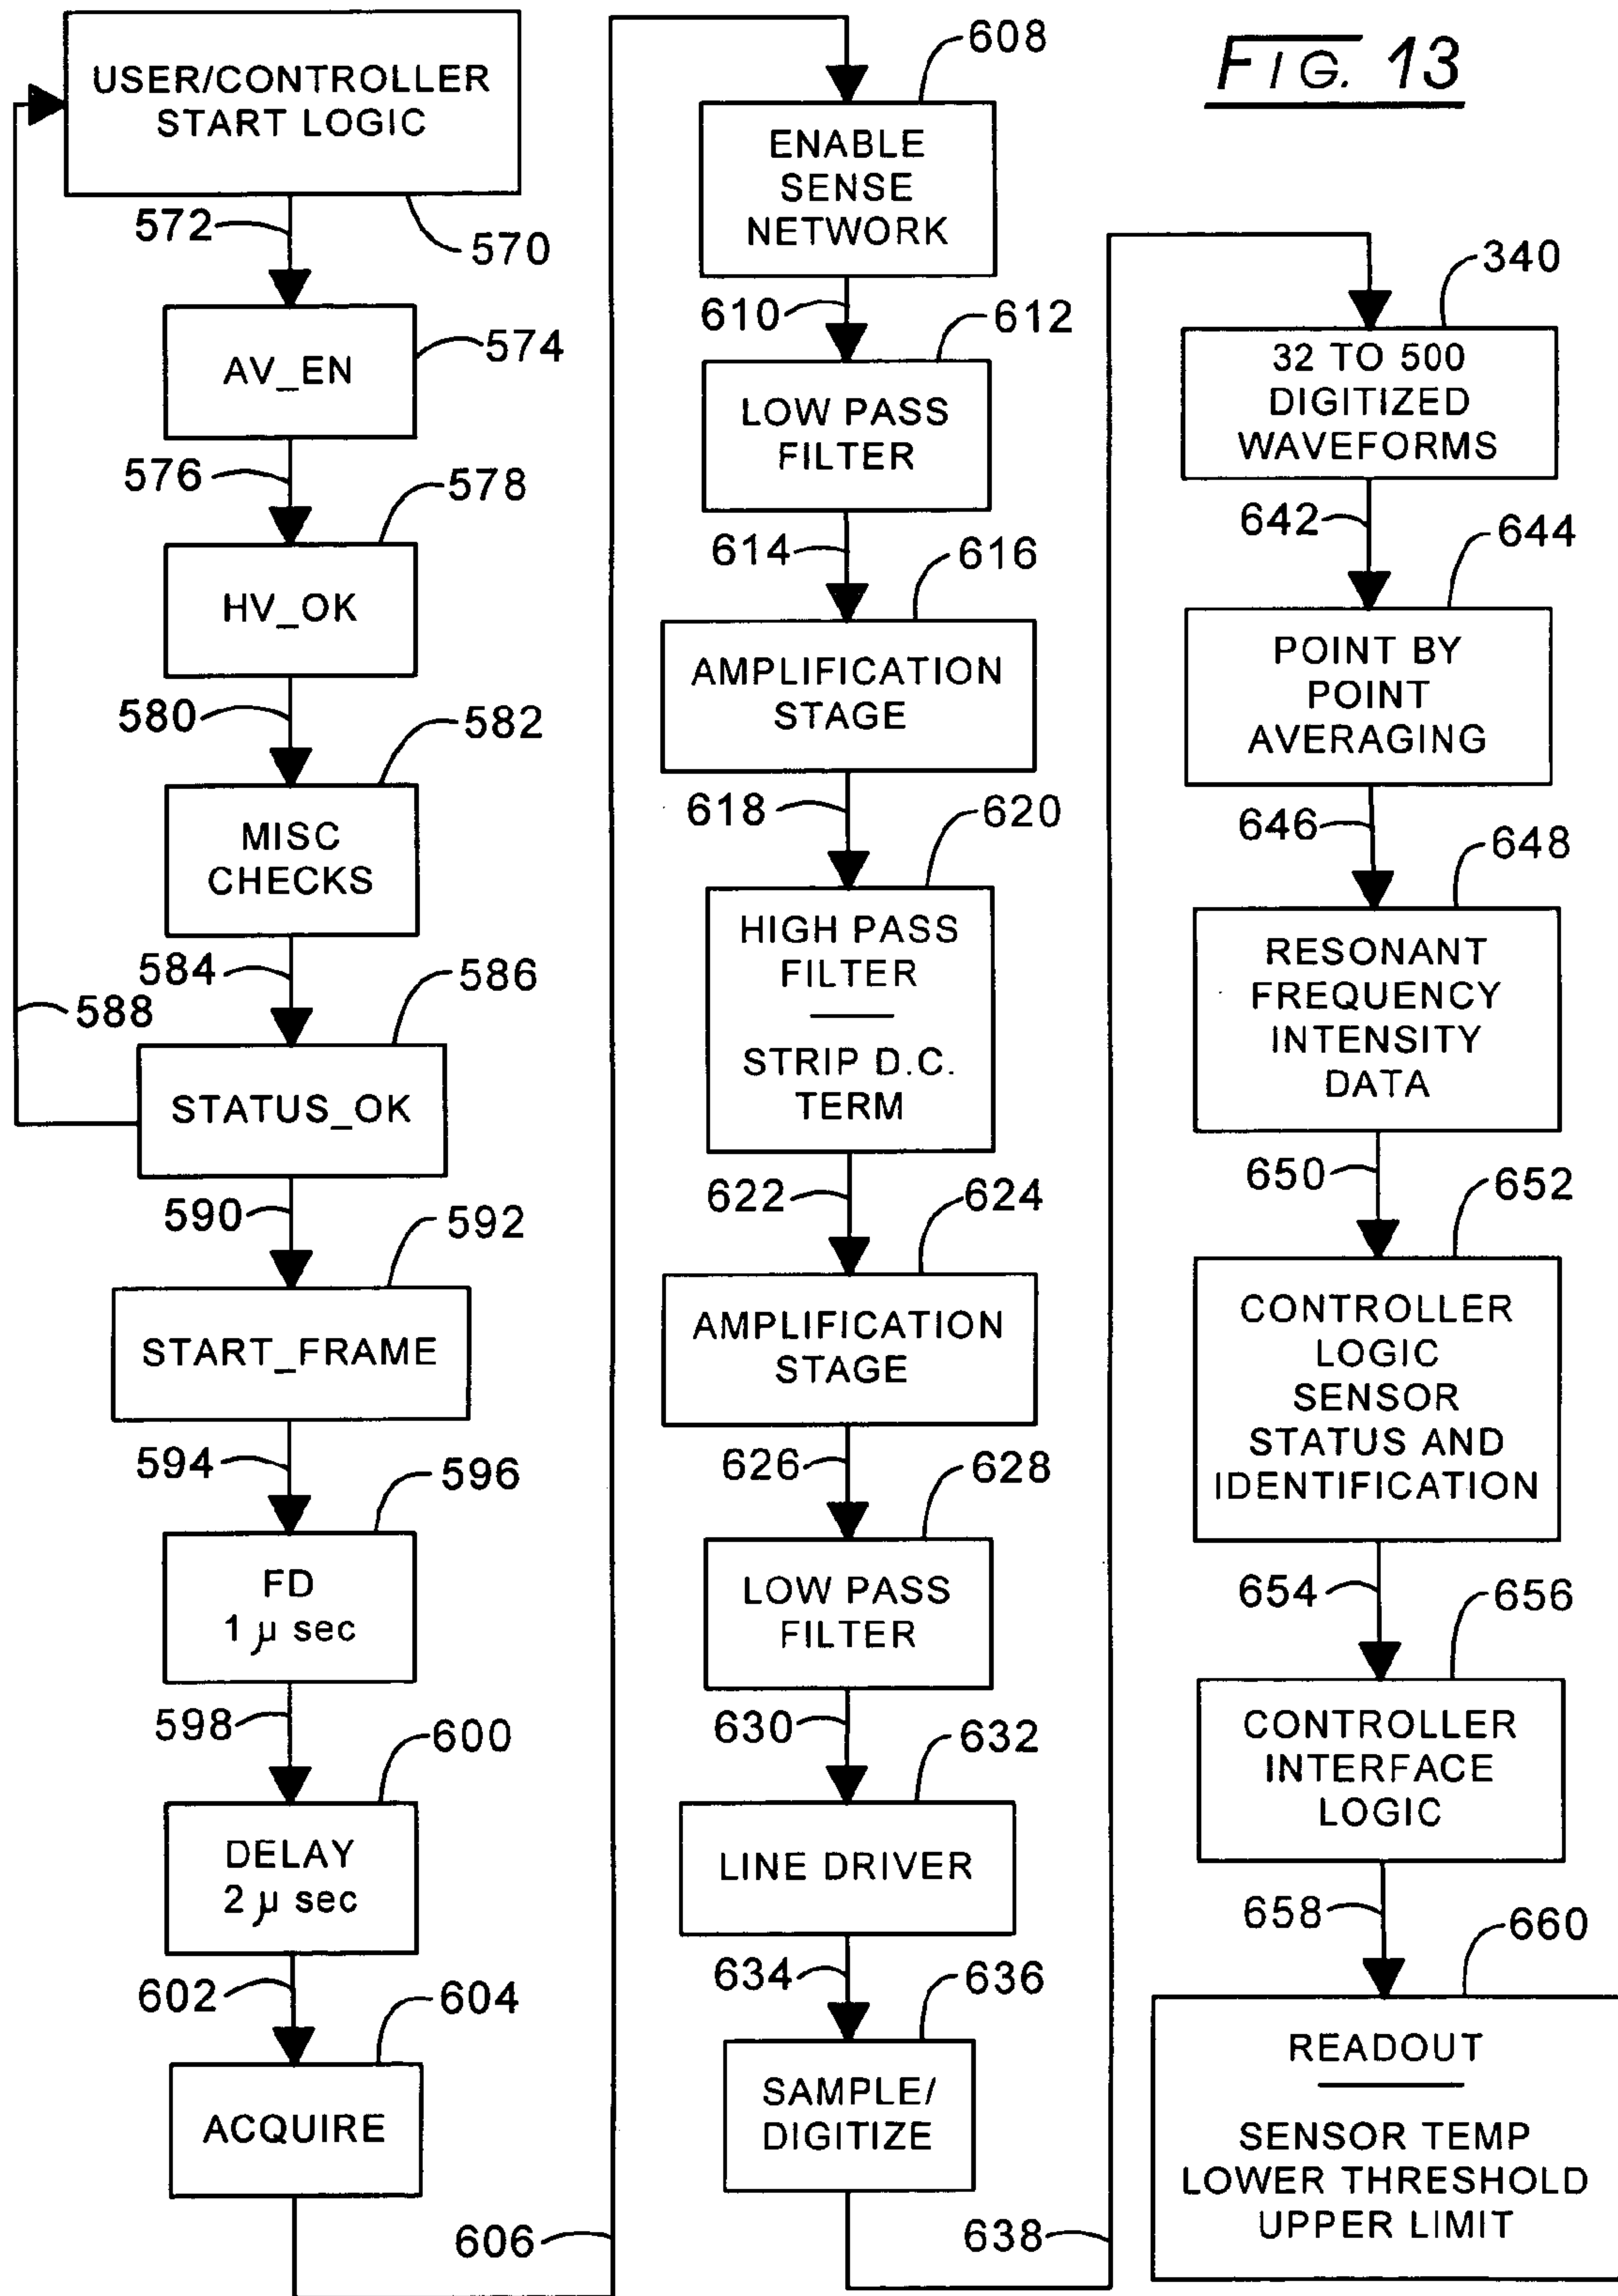 FIG. 13
USER/CONTROLLER
START LOGIC
570
572
AV_EN
574
576
HV_OK
578
580
MISC
CHECKS
582
584
STATUS_OK
586
588
590
START_FRAME
592
594
FD
1 μ sec
596
598
DELAY
2 μ sec
600
602
ACQUIRE
604
606
ENABLE
SENSE
NETWORK
608
610
LOW PASS
FILTER
612
614
AMPLIFICATION
STAGE
616
618
HIGH PASS
FILTER
STRIP D.C.
TERM
620
622
AMPLIFICATION
STAGE
624
626
LOW PASS
FILTER
628
630
LINE DRIVER
632
634
SAMPLE/
DIGITIZE
636
638
32 TO 500
DIGITIZED
WAVEFORMS
340
642
POINT BY
POINT
AVERAGING
644
646
RESONANT
FREQUENCY
INTENSITY
DATA
648
650
CONTROLLER
LOGIC
SENSOR
STATUS AND
IDENTIFICATION
652
654
CONTROLLER
INTERFACE
LOGIC
656
658
READOUT
SENSOR TEMP
LOWER THRESHOLD
UPPER LIMIT
660